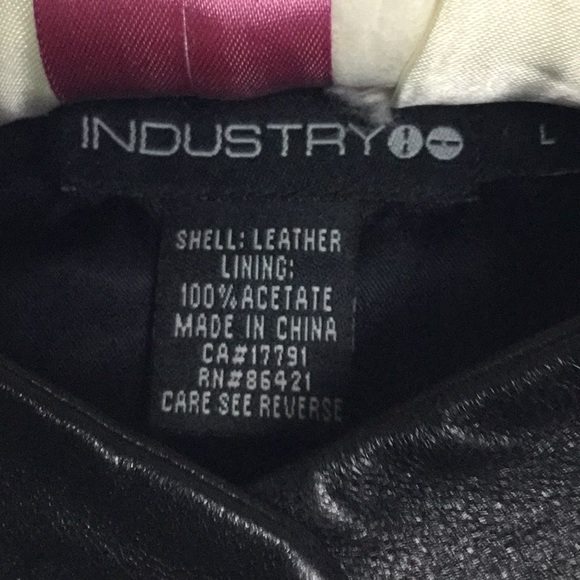 INDUSTRY
L
SHELL: LEATHER
LINING:
100% ACETATE
MADE IN CHINA
CA#17791
RN#86421
CARE SEE REVERSE